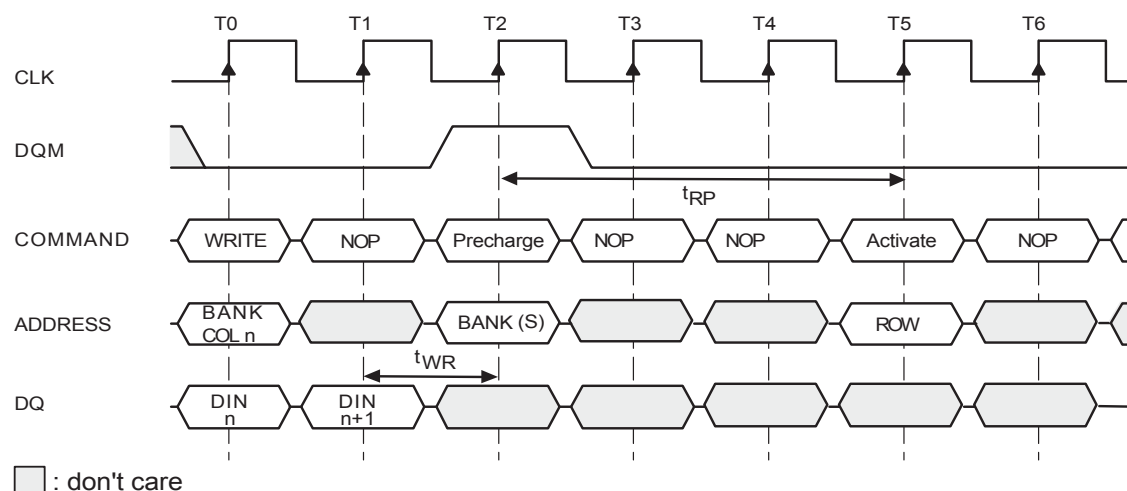 T0 T1 T2 T3 T4 T5 T6
CLK
DQM
tRP
COMMAND WRITE NOP Precharge NOP NOP Activate NOP
ADDRESS BANK COL n BANK (S) ROW
tWR
DQ DIN n DIN n+1
: don't care